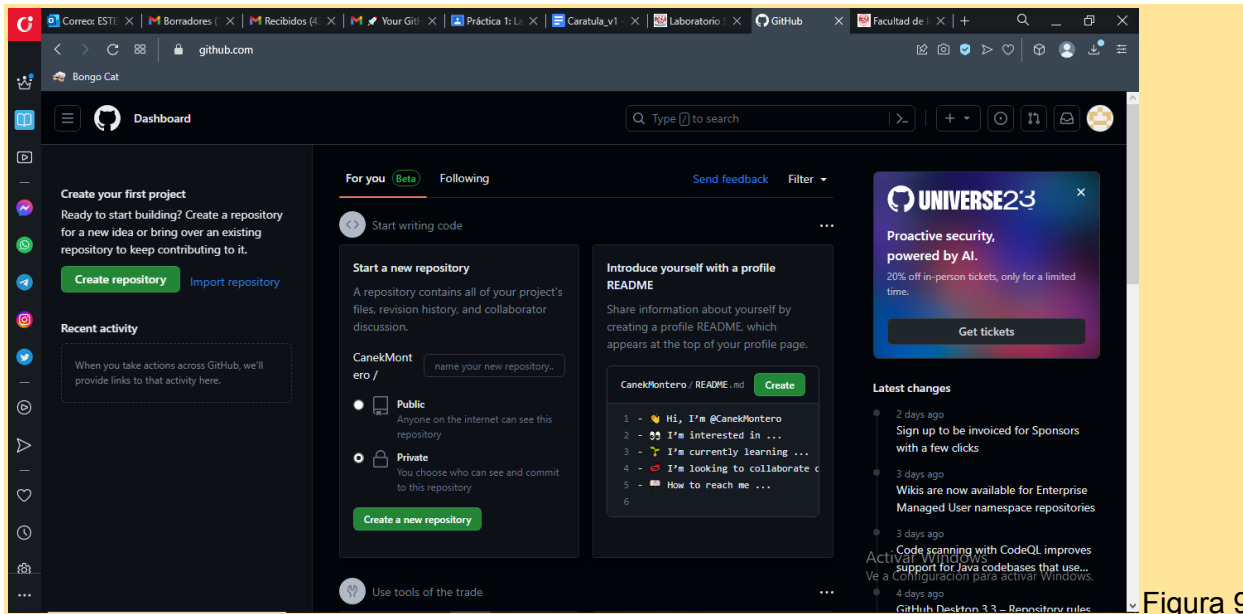 Correo: ESTE
Borradores (
Recibidos (4
Your Git
Práctica 1: La
Caratula_v1 -
Laboratorio S
GitHub
Facultad de I
github.com
Bongo Cat
Dashboard
Type / to search
Create your first project
Ready to start building? Create a repository
for a new idea or bring over an existing
repository to keep contributing to it.
Create repository
Import repository
Recent activity
When you take actions across GitHub, we'll
provide links to that activity here.
For you Beta
Following
Send feedback
Filter
Start writing code
Start a new repository
A repository contains all of your project's
files, revision history, and collaborator
discussion.
CanekMont
ero /
name your new repository..
Public
Anyone on the internet can see this
repository
Private
You choose who can see and commit
to this repository
Create a new repository
Introduce yourself with a profile
README
Share information about yourself by
creating a profile README, which
appears at the top of your profile page.
CanekMontero / README.md
Create
1 - 👋 Hi, I'm @CanekMontero
2 - 👀 I'm interested in ...
3 - 🌱 I'm currently learning ...
4 - 💞️ I'm looking to collaborate o
5 - 📫 How to reach me ...
6
Use tools of the trade
UNIVERSE23
Proactive security,
powered by AI.
20% off in-person tickets, only for a limited
time.
Get tickets
Latest changes
2 days ago
Sign up to be invoiced for Sponsors
with a few clicks
3 days ago
Wikis are now available for Enterprise
Managed User namespace repositories
3 days ago
Code scanning with CodeQL improves
support for Java codebases that use...
4 days ago
GitHub Desktop 3.3 – Repository rules
Activar Windows
Ve a Configuración para activar Windows.
Figura 9